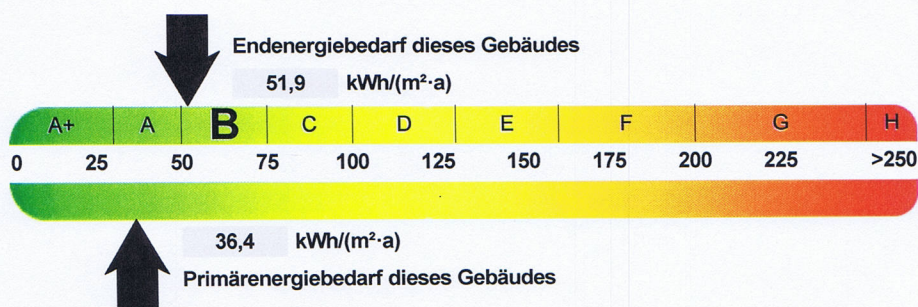 Endenergiebedarf dieses Gebäudes
51,9 kWh/(m²·a)
A+ A B C D E F G H
0 25 50 75 100 125 150 175 200 225 >250
36,4 kWh/(m²·a)
Primärenergiebedarf dieses Gebäudes